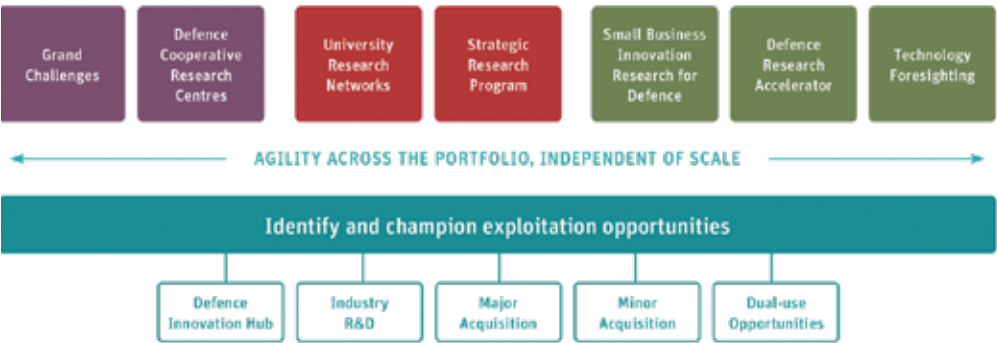 Grand
Challenges
Defence
Cooperative
Research
Centres
University
Research
Networks
Strategic
Research
Program
Small Business
Innovation
Research for
Defence
Defence
Research
Accelerator
Technology
Foresighting
AGILITY ACROSS THE PORTFOLIO, INDEPENDENT OF SCALE
Identify and champion exploitation opportunities
Defence
Innovation Hub
Industry
R&D
Major
Acquisition
Minor
Acquisition
Dual-use
Opportunities